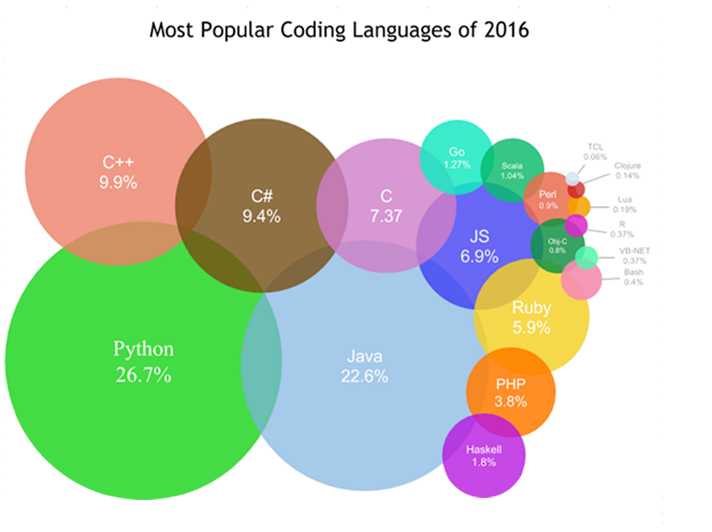 Most Popular Coding Languages of 2016
C++
9.9%
C#
9.4%
C
7.37
Go
1.27%
Scala
1.04%
TCL
0.06%
Clojure
0.14%
Perl
0.9%
Lua
0.19%
R
0.37%
JS
6.9%
Obj-C
0.8%
VB-NET
0.37%
Bash
0.4%
Ruby
5.9%
Python
26.7%
Java
22.6%
PHP
3.8%
Haskell
1.8%